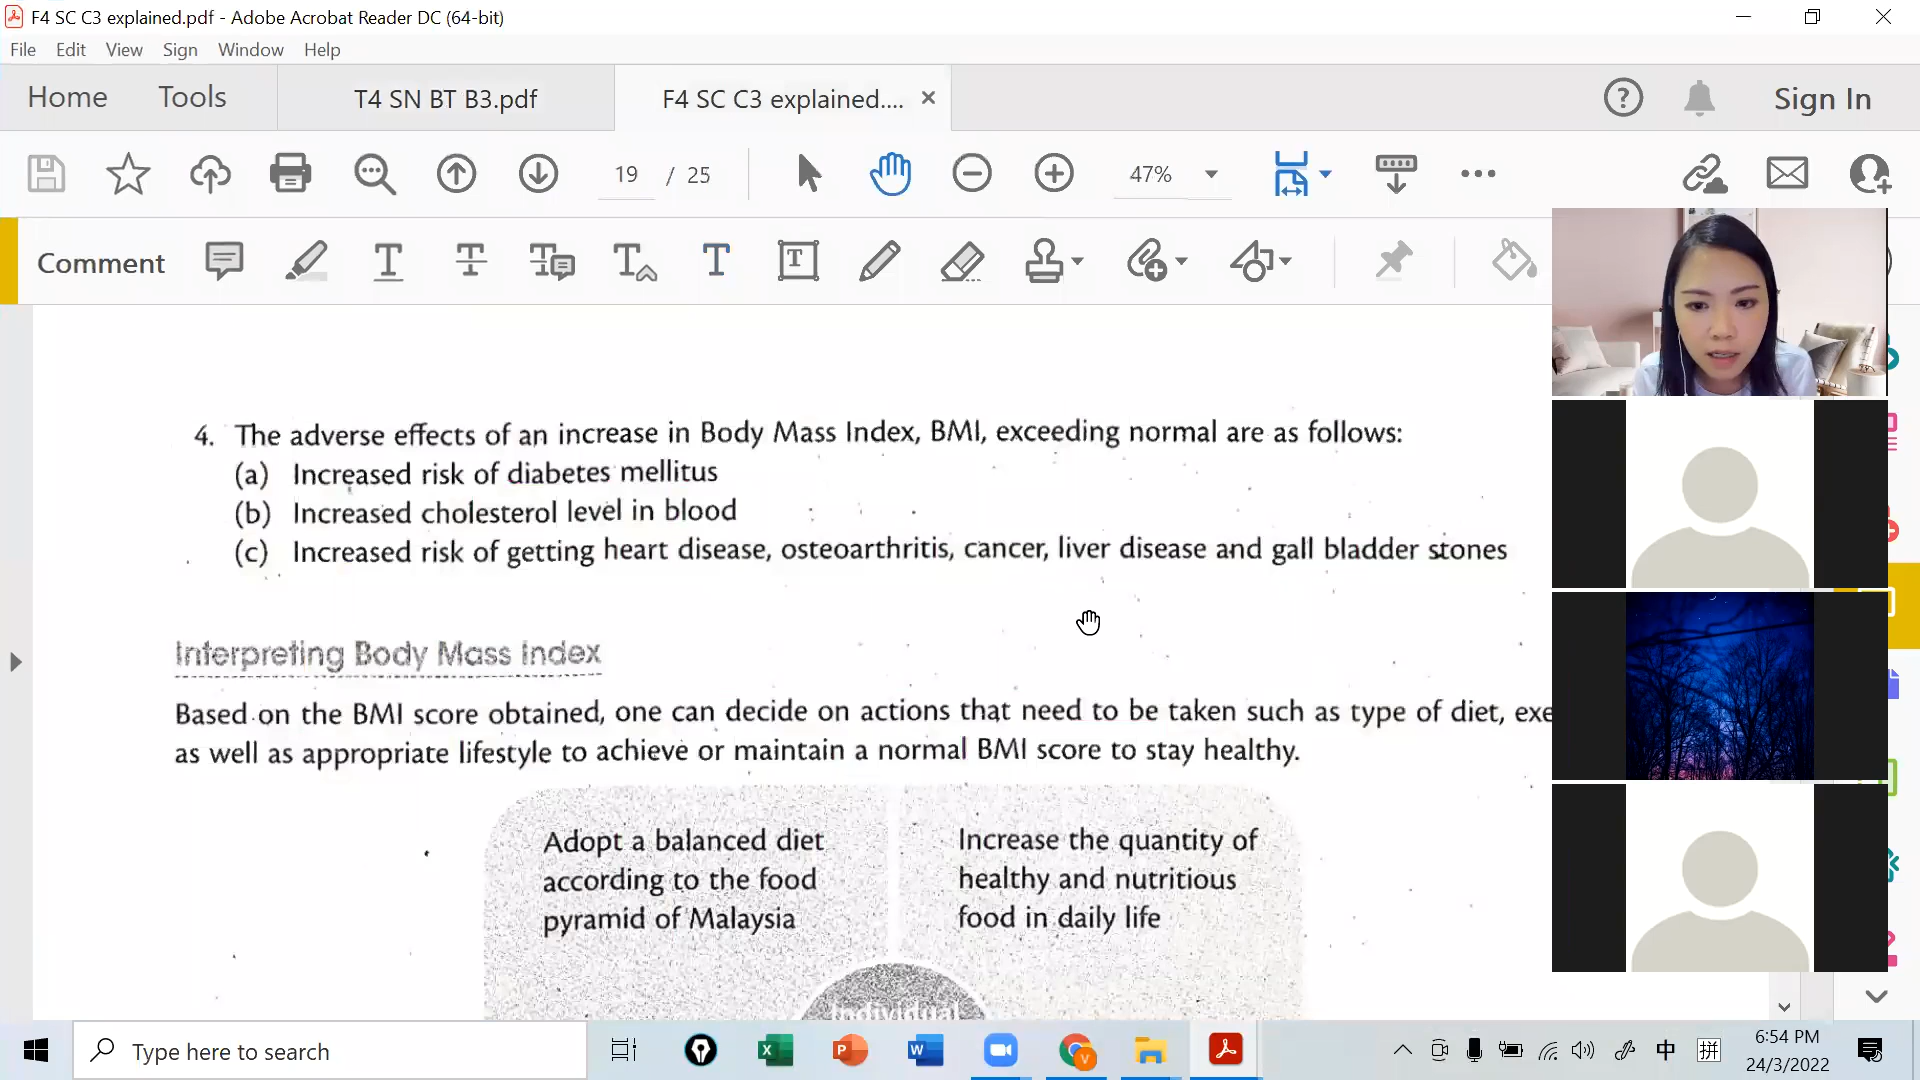 F4 SC C3 explained.pdf - Adobe Acrobat Reader DC (64-bit)
File Edit View Sign Window Help
Home Tools T4 SN BT B3.pdf F4 SC C3 explained.... Sign In
19 / 25 47%
Comment
4. The adverse effects of an increase in Body Mass Index, BMI, exceeding normal are as follows:
(a) Increased risk of diabetes mellitus
(b) Increased cholesterol level in blood
(c) Increased risk of getting heart disease, osteoarthritis, cancer, liver disease and gall bladder stones
Interpreting Body Mass Index
Based on the BMI score obtained, one can decide on actions that need to be taken such as type of diet, exe
as well as appropriate lifestyle to achieve or maintain a normal BMI score to stay healthy.
Adopt a balanced diet
according to the food
pyramid of Malaysia
Increase the quantity of
healthy and nutritious
food in daily life
Individual
Type here to search
中 拼
6:54 PM
24/3/2022